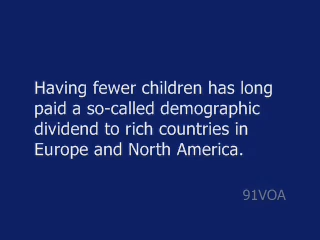 Having fewer children has long
paid a so-called demographic
dividend to rich countries in
Europe and North America.
91VOA